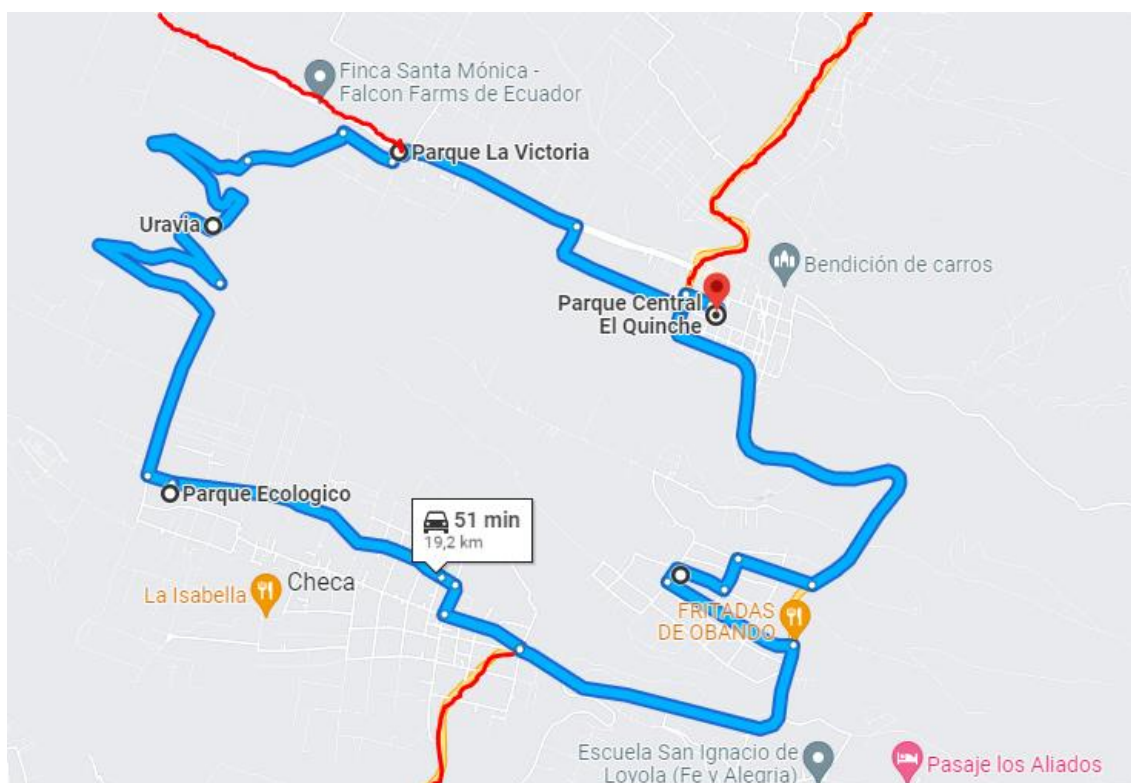 Finca Santa Mónica -
Falcon Farms de Ecuador
Parque La Victoria
Uravia
Bendición de carros
Parque Central
El Quinche
Parque Ecologico
51 min
19,2 km
La Isabella
Checa
FRITADAS
DE OBANDO
Escuela San Ignacio de
Loyola (Fe y Alegria)
Pasaje los Aliados